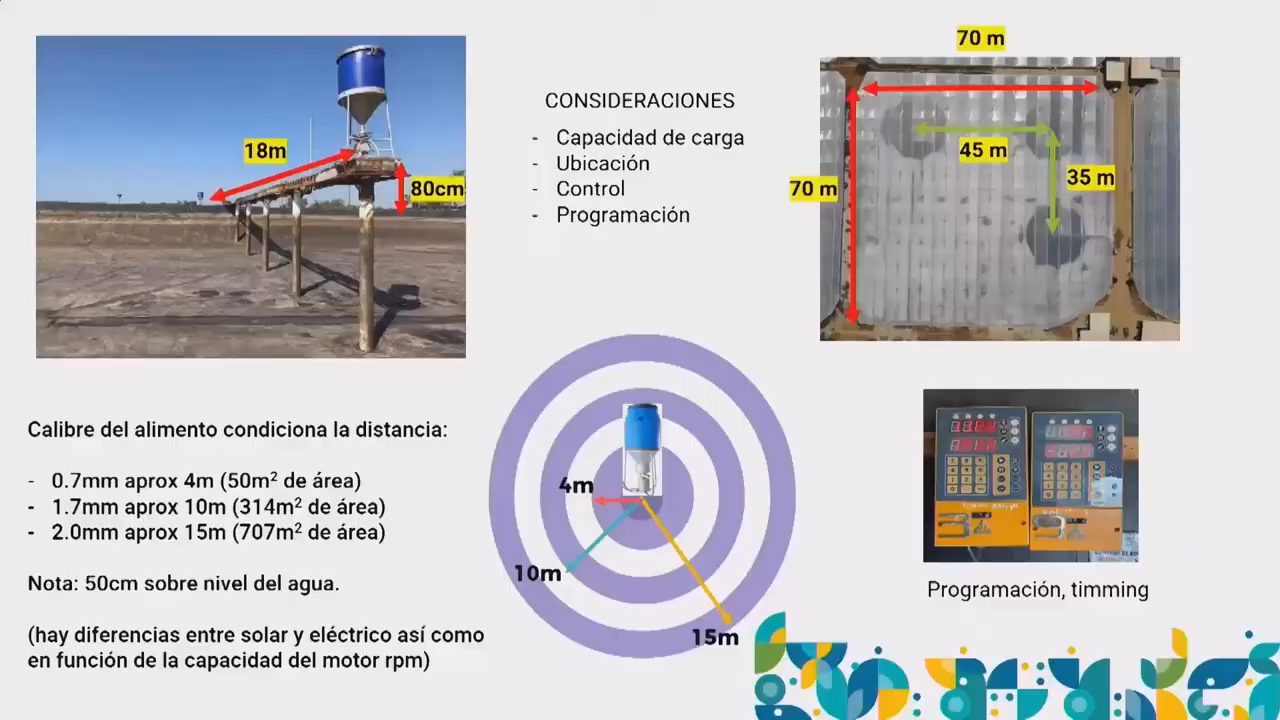 18m
80cm
CONSIDERACIONES
- Capacidad de carga
- Ubicación
- Control
- Programación
70 m
45 m
70 m
35 m
Calibre del alimento condiciona la distancia:
- 0.7mm aprox 4m (50m² de área)
- 1.7mm aprox 10m (314m² de área)
- 2.0mm aprox 15m (707m² de área)
Nota: 50cm sobre nivel del agua.
(hay diferencias entre solar y eléctrico así como
en función de la capacidad del motor rpm)
4m
10m
15m
Programación, timming